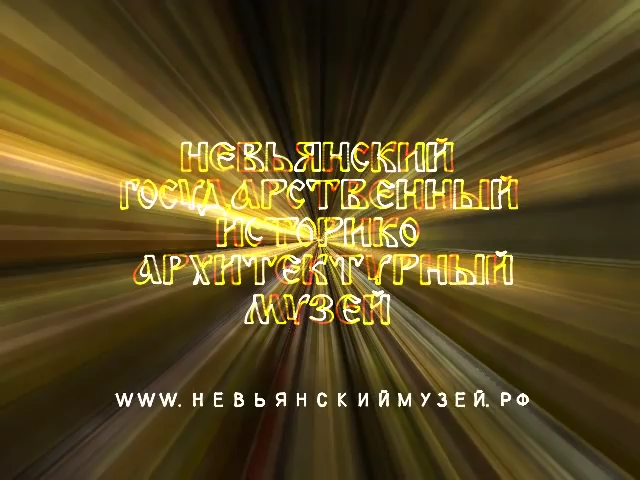 НЕВЬЯНСКИЙ
ГОСУДАРСТВЕННЫЙ
ИСТОРИКО
АРХИТЕКТУРНЫЙ
МУЗЕЙ
WWW.НЕВЬЯНСКИЙМУЗЕЙ.РФ